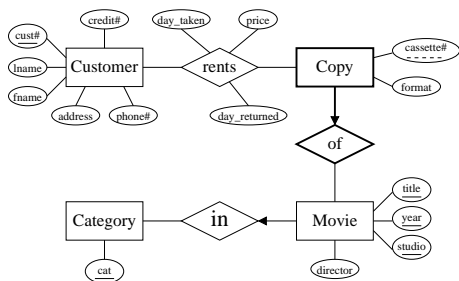 credit#
day_taken
price
cust#
cassette#
lname
Customer
rents
Copy
fname
format
address
phone#
day_returned
of
title
Category
in
Movie
year
studio
cat
director